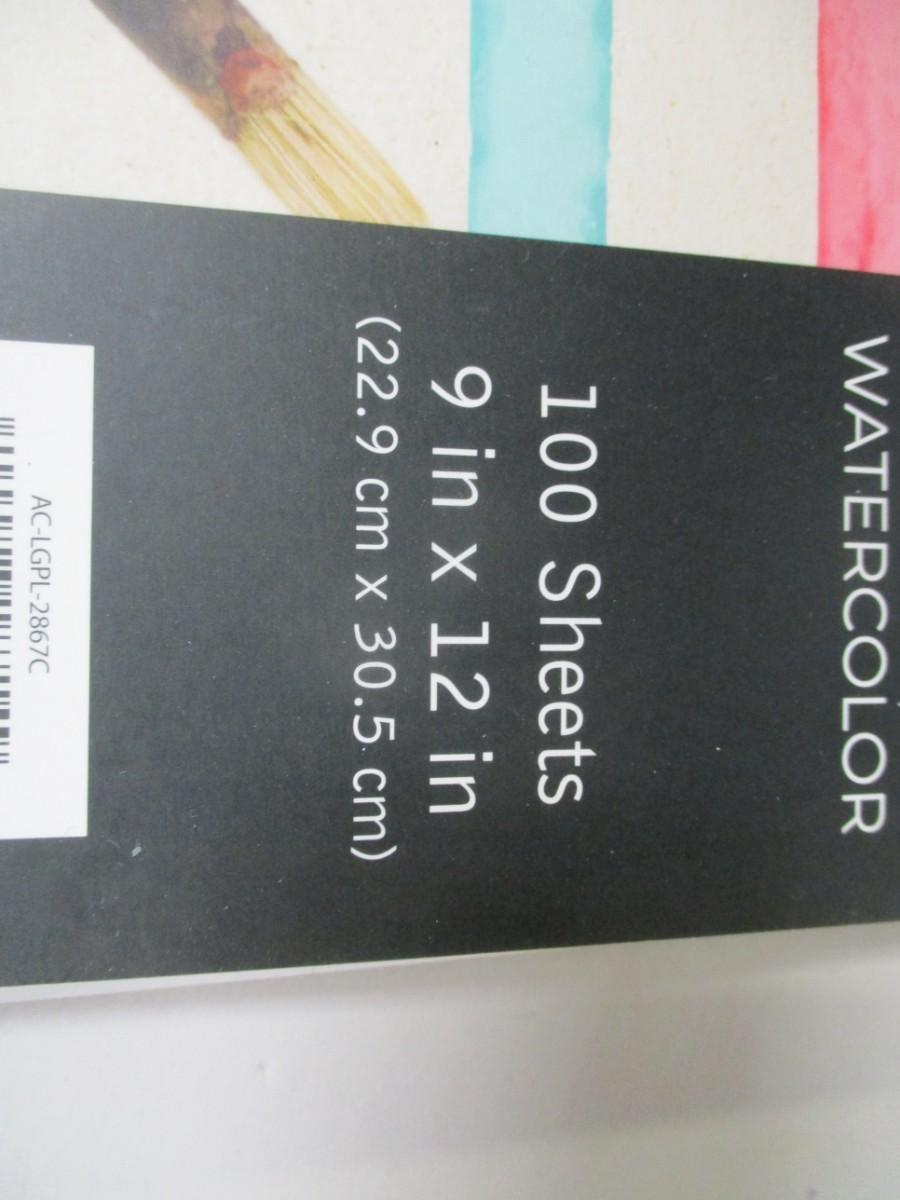 WATERCOLOR
100 Sheets
9 in x 12 in
(22.9 cm x 30.5 cm)
AC-LGPL-2867C